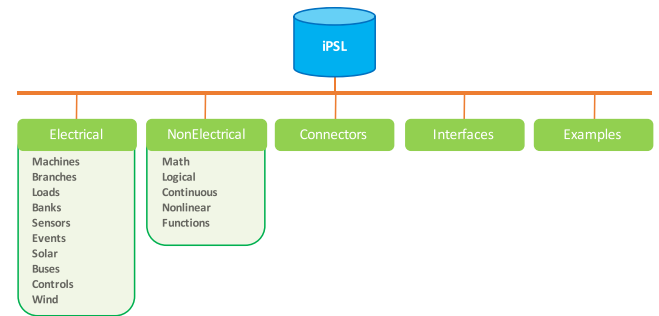 iPSL
Electrical
NonElectrical
Connectors
Interfaces
Examples
Machines
Branches
Loads
Banks
Sensors
Events
Solar
Buses
Controls
Wind
Math
Logical
Continuous
Nonlinear
Functions